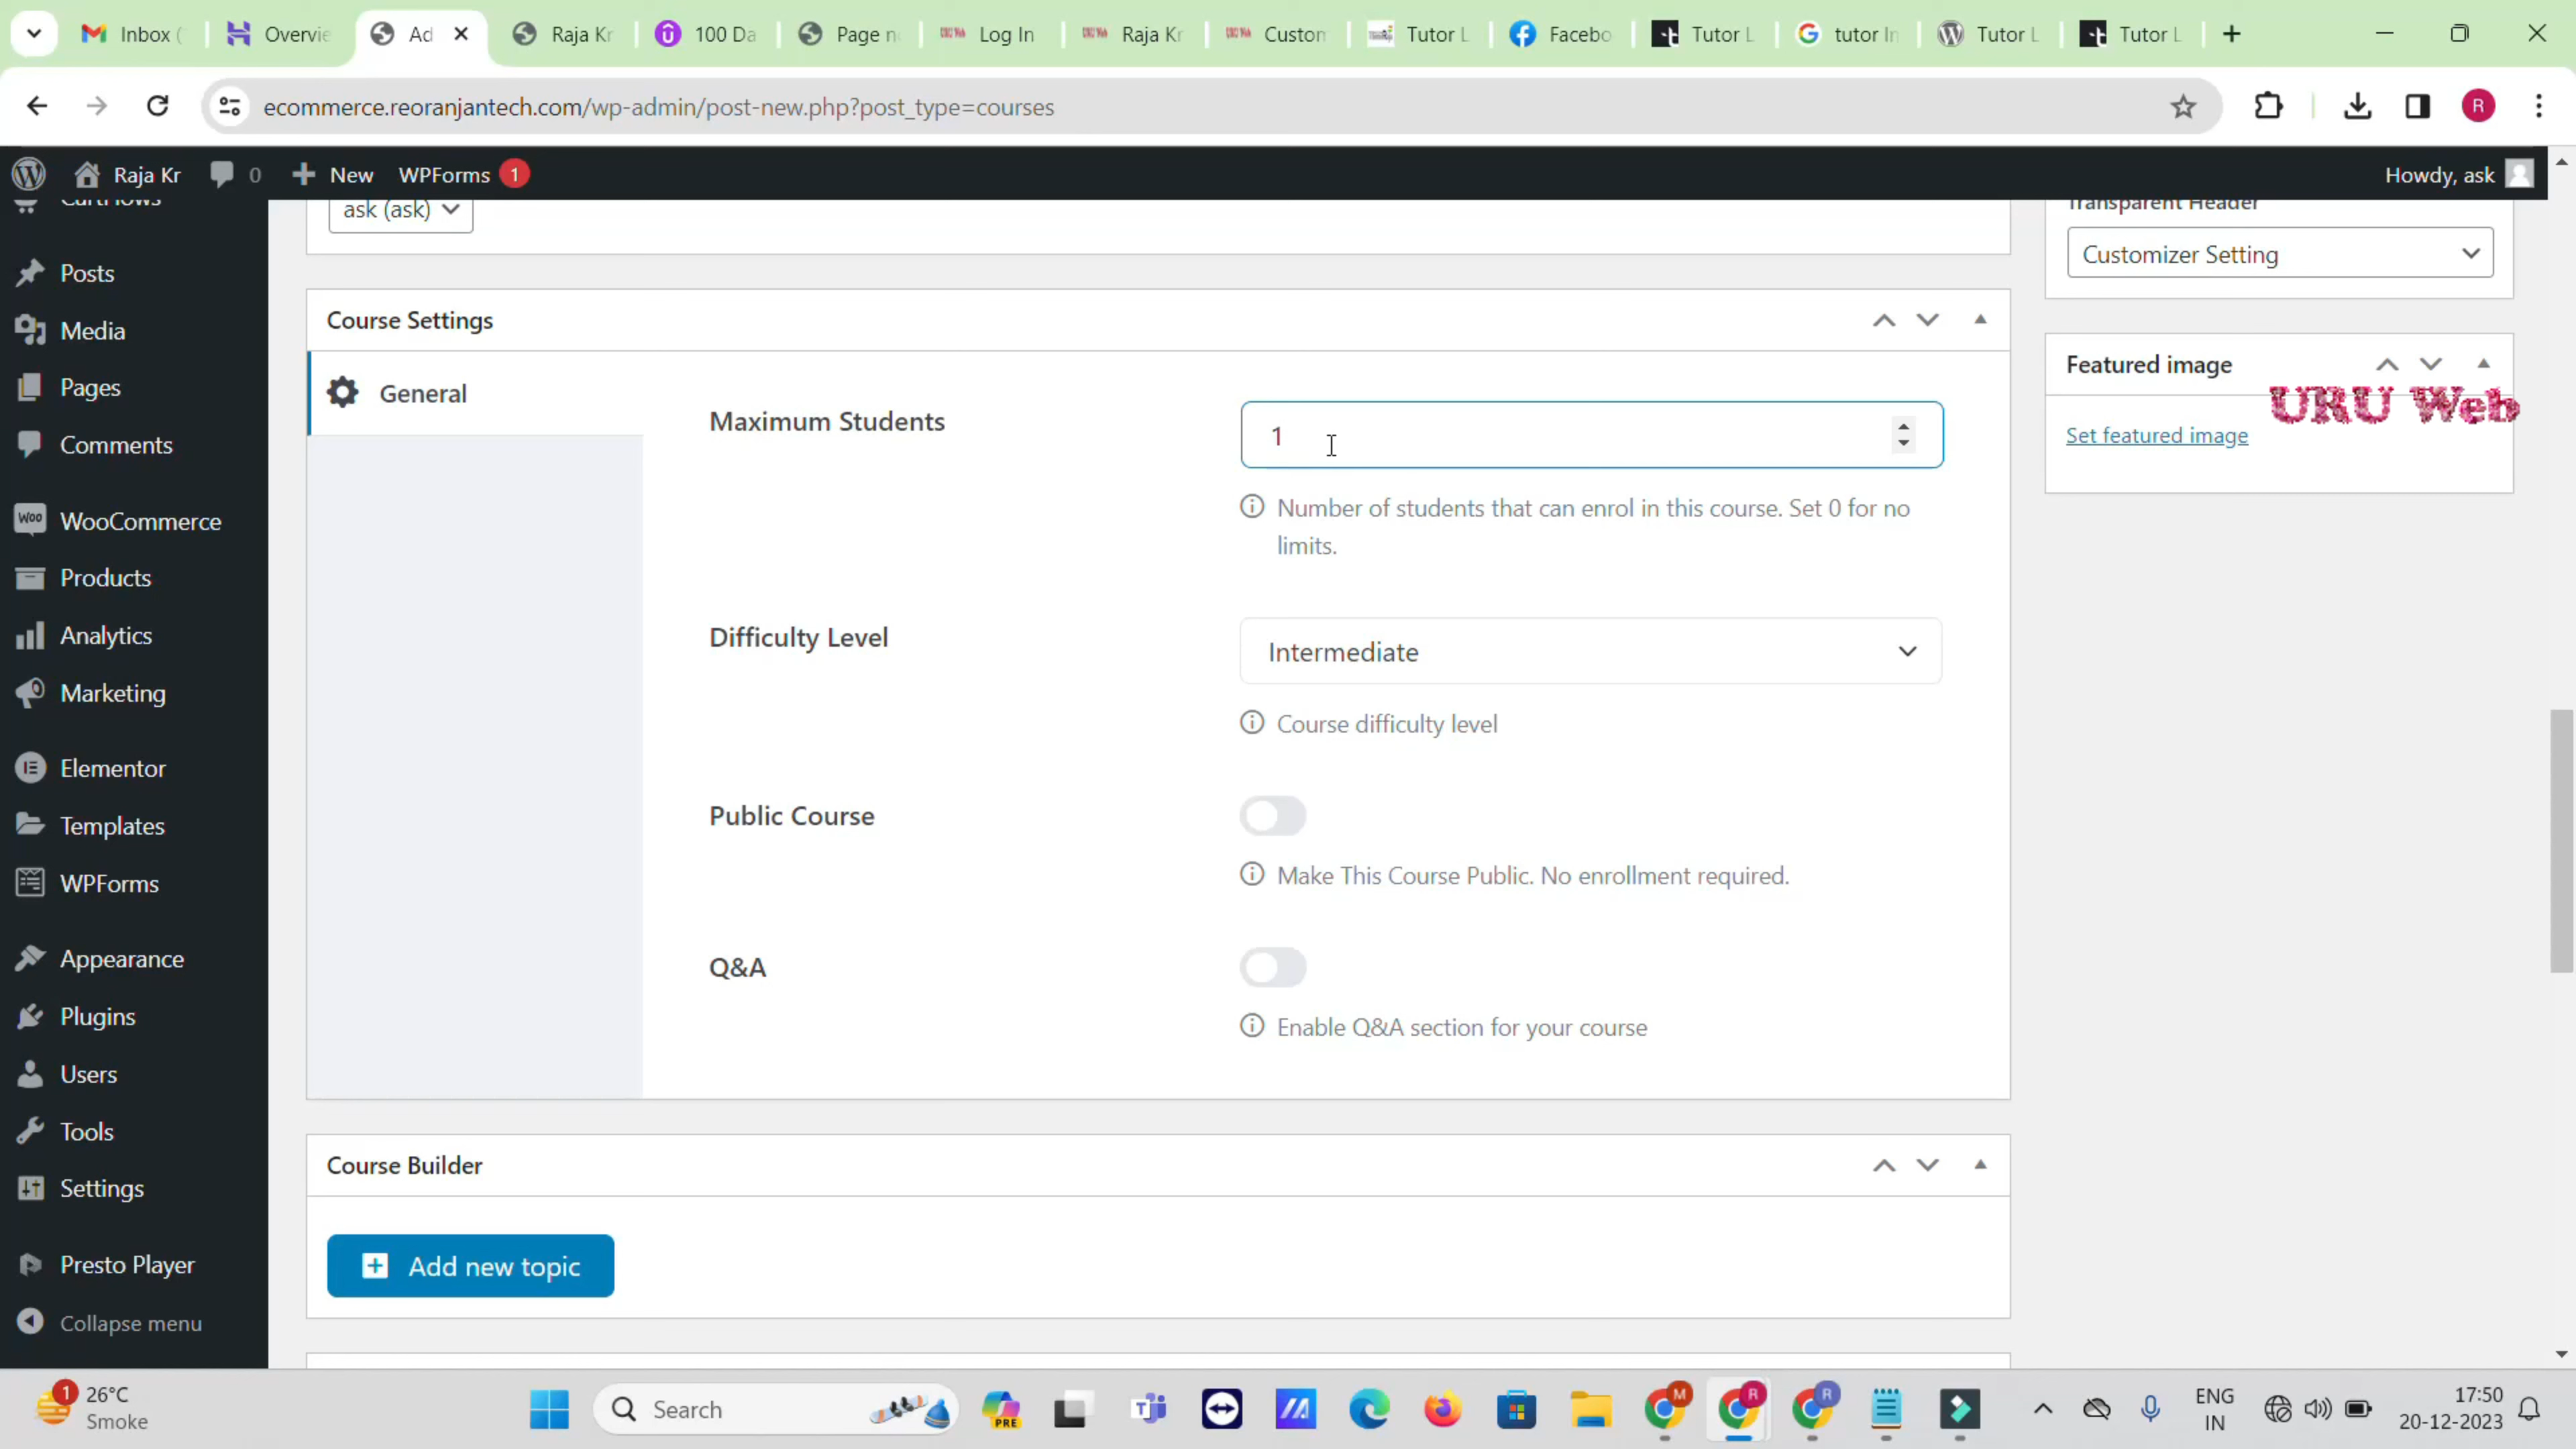 Inbox (
Overvie
Ad
Raja Kr
100 Da
Page n
Log In
Raja Kr
Custom
Tutor L
Facebo
Tutor L
tutor In
Tutor L
Tutor L
ecommerce.reoranjantech.com/wp-admin/post-new.php?post_type=courses
R
Raja Kr
0
New
WPForms 1
Howdy, ask
CartFlows
Posts
Media
Pages
Comments
WooCommerce
Products
Analytics
Marketing
Elementor
Templates
WPForms
Appearance
Plugins
Users
Tools
Settings
Presto Player
Collapse menu
ask (ask)
Course Settings
General
Maximum Students
1
Number of students that can enrol in this course. Set 0 for no
limits.
Difficulty Level
Intermediate
Course difficulty level
Public Course
Make This Course Public. No enrollment required.
Q&A
Enable Q&A section for your course
Course Builder
Add new topic
Transparent Header
Customizer Setting
Featured image
URU Web
Set featured image
1
26°C
Smoke
Search
PRE
M
R
R
ENG
IN
17:50
20-12-2023